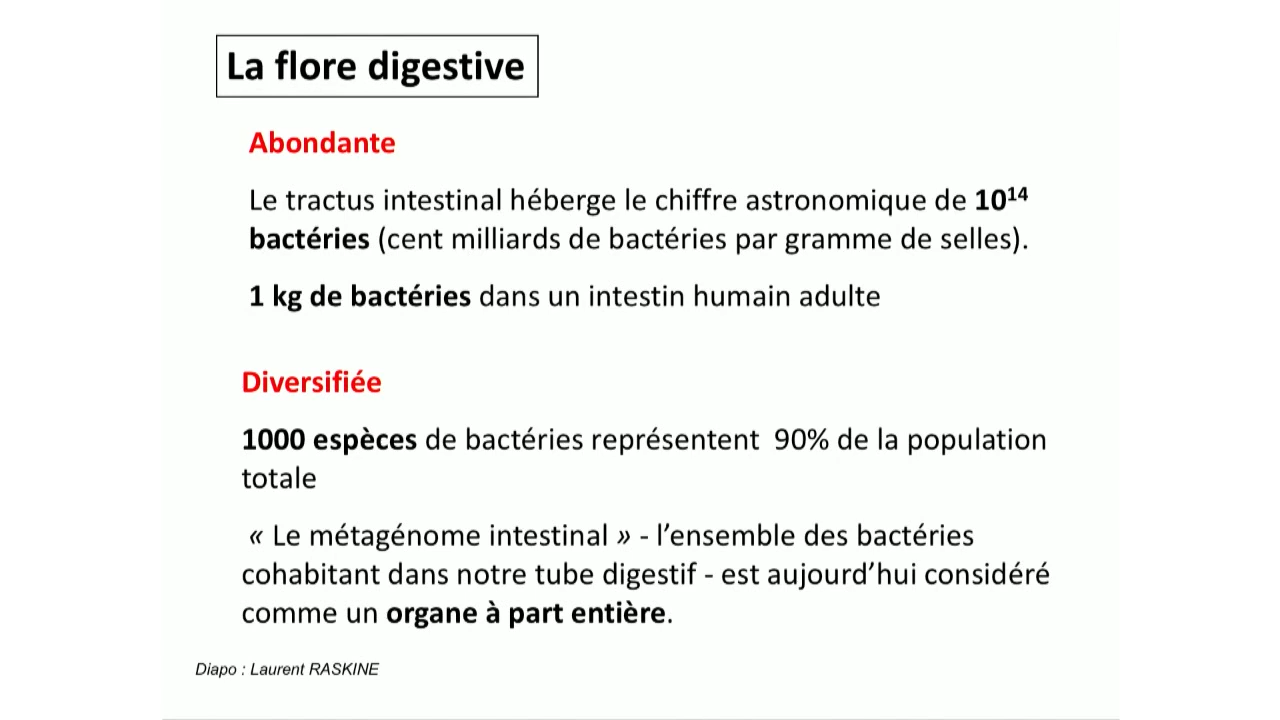 La flore digestive
Abondante
Le tractus intestinal héberge le chiffre astronomique de 10¹⁴
bactéries (cent milliards de bactéries par gramme de selles).
1 kg de bactéries dans un intestin humain adulte
Diversifiée
1000 espèces de bactéries représentent  90% de la population
totale
« Le métagénome intestinal » - l’ensemble des bactéries
cohabitant dans notre tube digestif - est aujourd’hui considéré
comme un organe à part entière.
Diapo : Laurent RASKINE